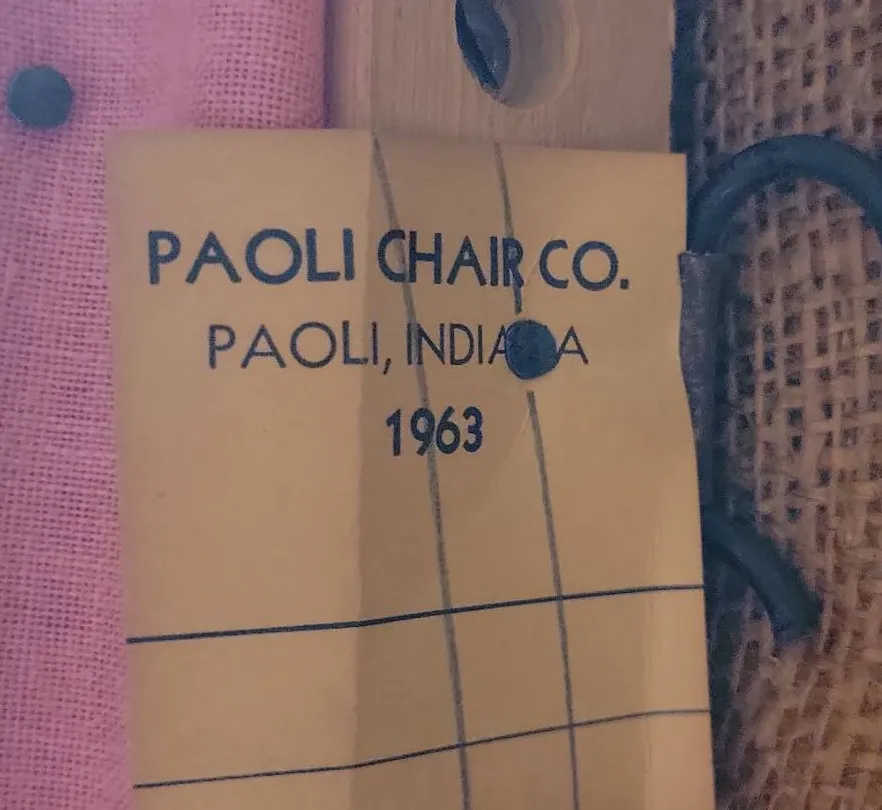 PAOLI CHAIR CO.
PAOLI, INDIANA
1963